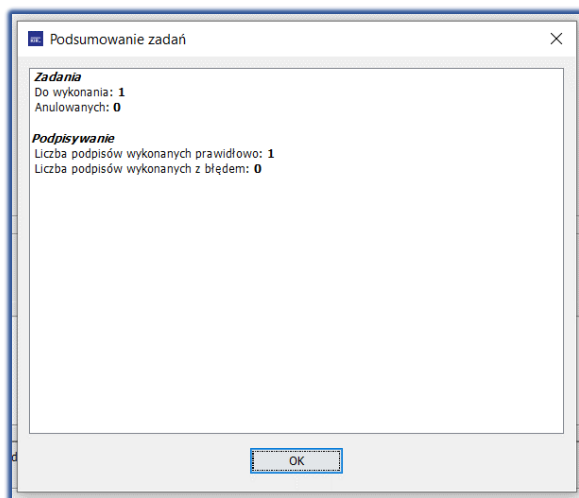 Podsumowanie zadań
Zadania
Do wykonania: 1
Anulowanych: 0
Podpisywanie
Liczba podpisów wykonanych prawidłowo: 1
Liczba podpisów wykonanych z błędem: 0
d
OK